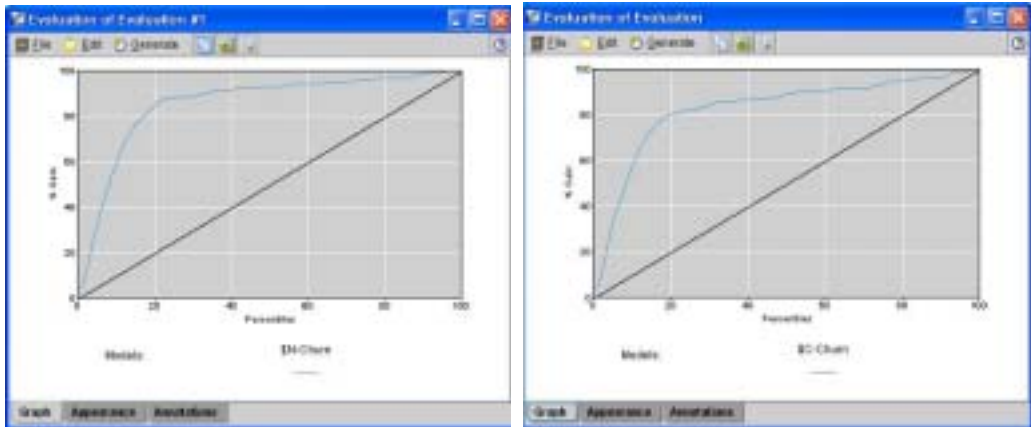 Evaluation of Evaluation #1
File Edit Generate
100
80
60
40
20
0
% Gain
0 20 40 60 80 100
Percentile
Models:
$N-Churn
Graph Appearance Annotations
Evaluation of Evaluation
File Edit Generate
100
80
60
40
20
0
% Gain
0 20 40 60 80 100
Percentile
Models:
$C-Churn
Graph Appearance Annotations